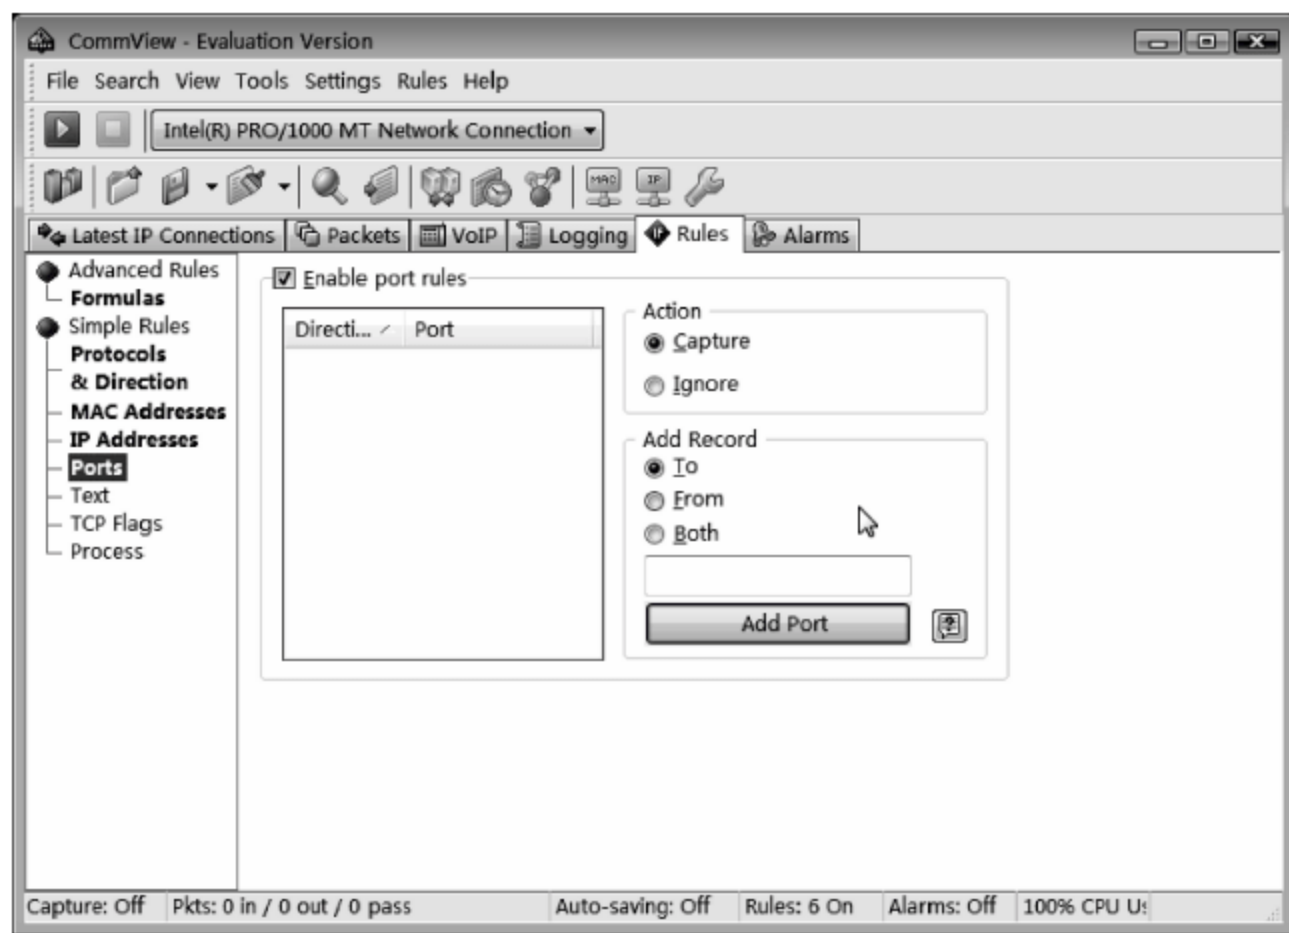 CommView - Evaluation Version
File Search View Tools Settings Rules Help
Intel(R) PRO/1000 MT Network Connection
MAC IP
Latest IP Connections Packets VoIP Logging Rules Alarms
Advanced Rules
Formulas
Simple Rules
Protocols
& Direction
MAC Addresses
IP Addresses
Ports
Text
TCP Flags
Process
Enable port rules
Directi... Port
Action
Capture
Ignore
Add Record
To
From
Both
Add Port
Capture: Off Pkts: 0 in / 0 out / 0 pass Auto-saving: Off Rules: 6 On Alarms: Off 100% CPU U